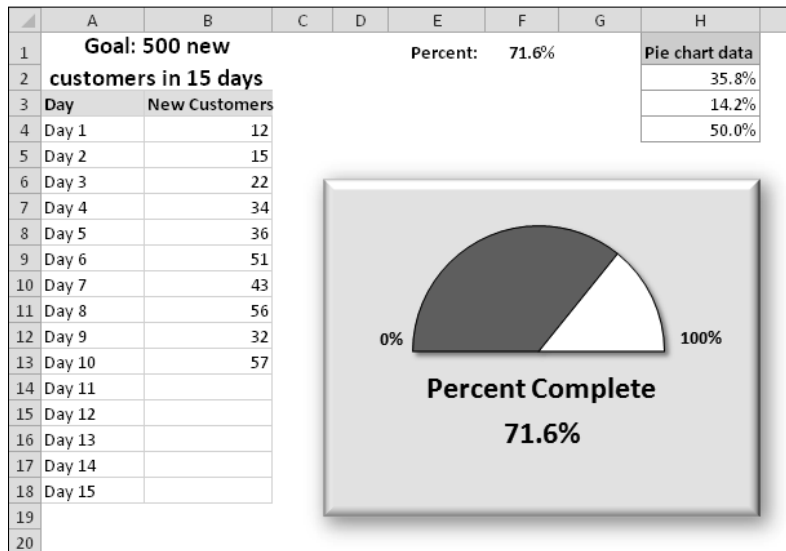 A B C D E F G H
1 Goal: 500 new Percent: 71.6% Pie chart data
2 customers in 15 days 35.8%
3 Day New Customers 14.2%
4 Day 1 12 50.0%
5 Day 2 15
6 Day 3 22
7 Day 4 34
8 Day 5 36
9 Day 6 51
10 Day 7 43
11 Day 8 56
12 Day 9 32
13 Day 10 57
14 Day 11
15 Day 12
16 Day 13
17 Day 14
18 Day 15
19
20
0% 100%
Percent Complete
71.6%